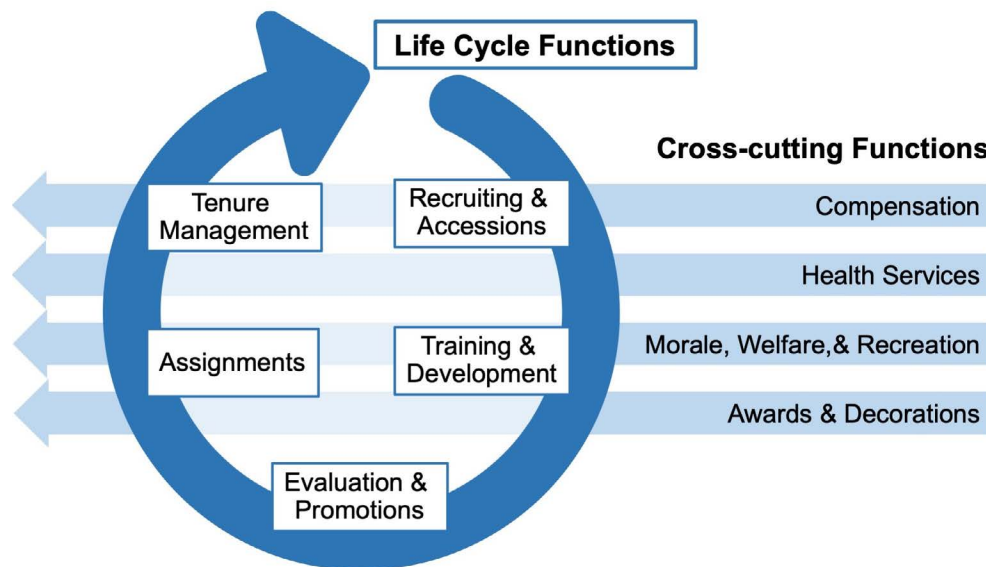 Life Cycle Functions
Cross-cutting Functions
Tenure
Management
Recruiting &
Accessions
Compensation
Health Services
Assignments
Training &
Development
Morale, Welfare,& Recreation
Awards & Decorations
Evaluation &
Promotions